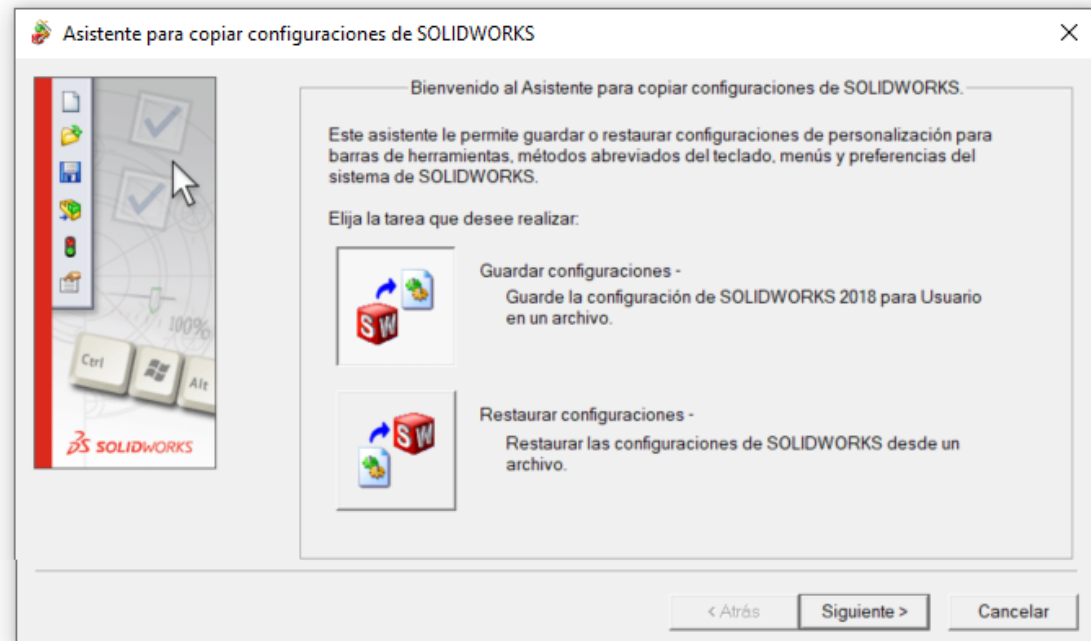 Asistente para copiar configuraciones de SOLIDWORKS
Bienvenido al Asistente para copiar configuraciones de SOLIDWORKS.
Este asistente le permite guardar o restaurar configuraciones de personalización para
barras de herramientas, métodos abreviados del teclado, menús y preferencias del
sistema de SOLIDWORKS.
Elija la tarea que desee realizar:
SW
Guardar configuraciones -
Guarde la configuración de SOLIDWORKS 2018 para Usuario
en un archivo.
SW
Restaurar configuraciones -
Restaurar las configuraciones de SOLIDWORKS desde un
archivo.
100%
Ctrl
Alt
SOLIDWORKS
< Atrás
Siguiente >
Cancelar